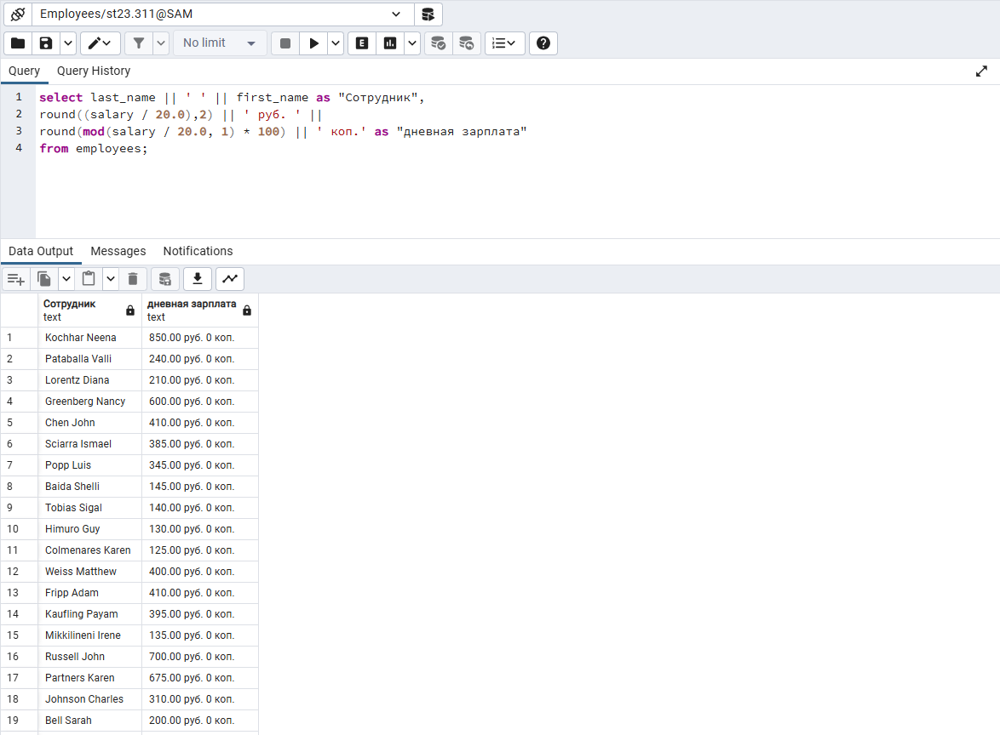 Employees/st23.311@SAM
No limit
E
Query Query History
1 select last_name || ' ' || first_name as "Сотрудник",
2 round((salary / 20.0),2) || ' руб. ' ||
3 round(mod(salary / 20.0, 1) * 100) || ' коп.' as "дневная зарплата"
4 from employees;
Data Output Messages Notifications
Сотрудник дневная зарплата
text text
1 Kochhar Neena 850.00 руб. 0 коп.
2 Pataballa Valli 240.00 руб. 0 коп.
3 Lorentz Diana 210.00 руб. 0 коп.
4 Greenberg Nancy 600.00 руб. 0 коп.
5 Chen John 410.00 руб. 0 коп.
6 Sciarra Ismael 385.00 руб. 0 коп.
7 Popp Luis 345.00 руб. 0 коп.
8 Baida Shelli 145.00 руб. 0 коп.
9 Tobias Sigal 140.00 руб. 0 коп.
10 Himuro Guy 130.00 руб. 0 коп.
11 Colmenares Karen 125.00 руб. 0 коп.
12 Weiss Matthew 400.00 руб. 0 коп.
13 Fripp Adam 410.00 руб. 0 коп.
14 Kaufling Payam 395.00 руб. 0 коп.
15 Mikkilineni Irene 135.00 руб. 0 коп.
16 Russell John 700.00 руб. 0 коп.
17 Partners Karen 675.00 руб. 0 коп.
18 Johnson Charles 310.00 руб. 0 коп.
19 Bell Sarah 200.00 руб. 0 коп.